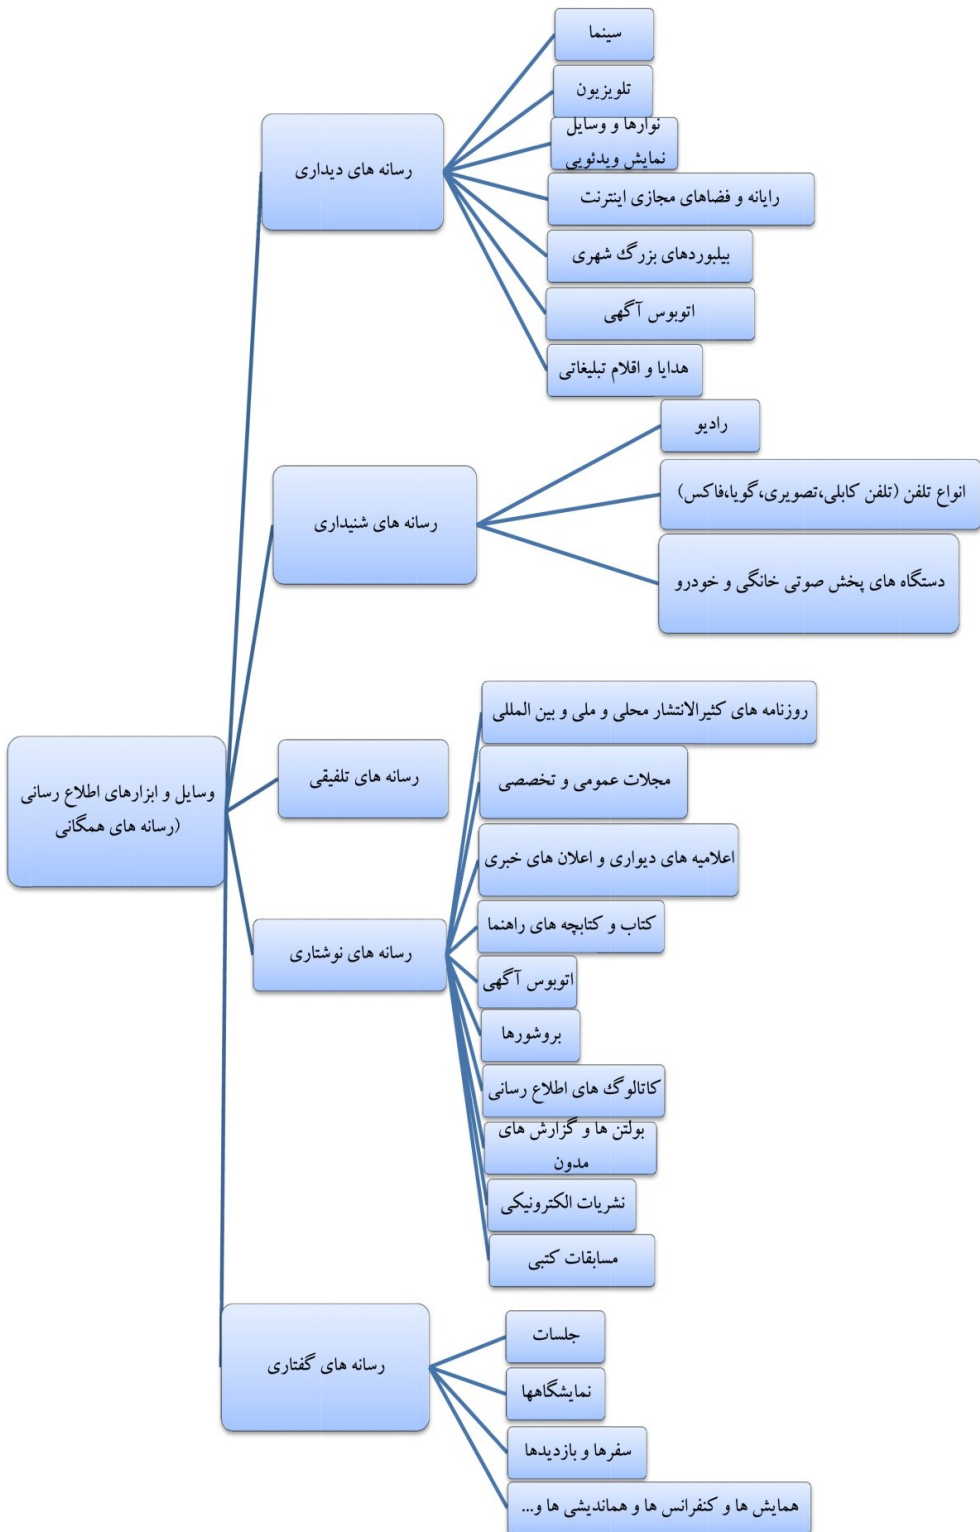 سینما
تلویزیون
نوارها و وسایل
نمایش ویدئویی
رسانه های دیداری
رایانه و فضاهای مجازی اینترنت
بیلبوردهای بزرگ شهری
اتوبوس آگهی
هدایا و اقلام تبلیغاتی
رادیو
انواع تلفن (تلفن کابلی،تصویری،گویا،فاکس)
رسانه های شنیداری
دستگاه های پخش صوتی خانگی و خودرو
روزنامه های کثیرالانتشار محلی و ملی و بین المللی
رسانه های تلفیقی
مجلات عمومی و تخصصی
وسایل و ابزارهای اطلاع رسانی
(رسانه های همگانی
اعلامیه های دیواری و اعلان های خبری
کتاب و کتابچه های راهنما
رسانه های نوشتاری
اتوبوس آگهی
بروشورها
کاتالوگ های اطلاع رسانی
بولتن ها و گزارش های
مدون
نشریات الکترونیکی
مسابقات کتبی
جلسات
رسانه های گفتاری
نمایشگاهها
سفرها و بازدیدها
همایش ها و کنفرانس ها و هماندیشی ها و...